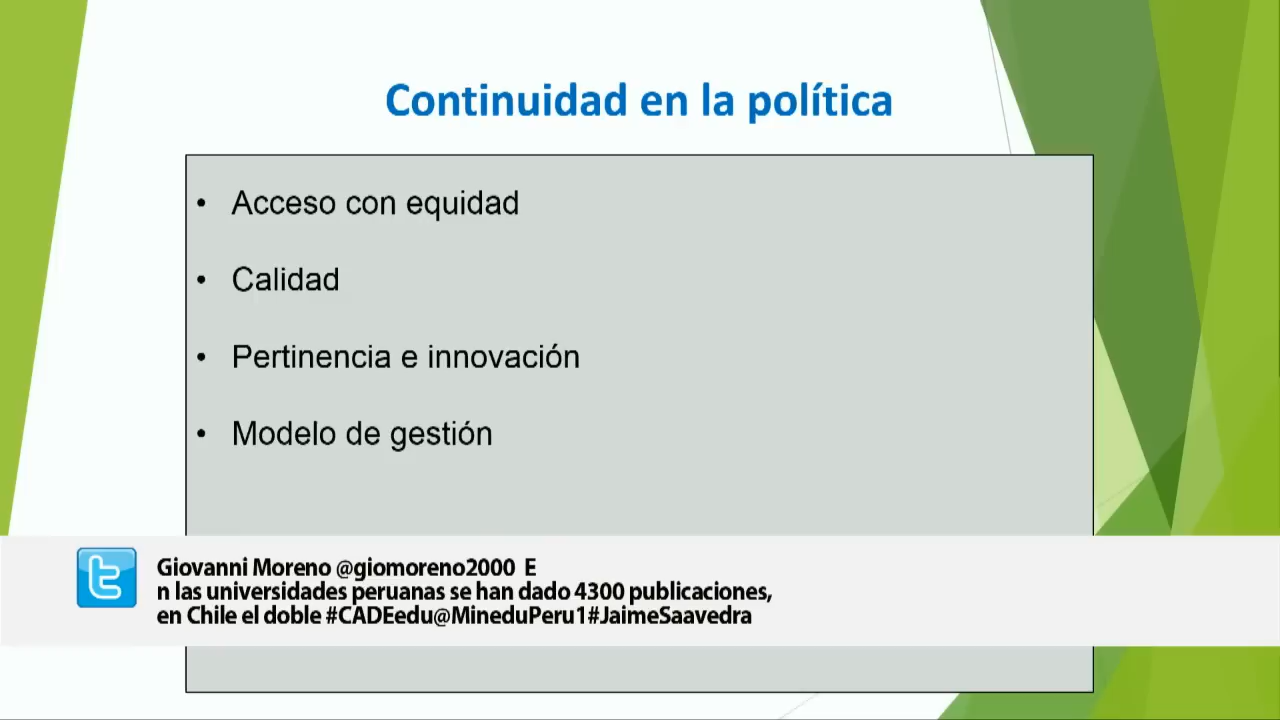 Continuidad en la política
• Acceso con equidad
• Calidad
• Pertinencia e innovación
• Modelo de gestión
Giovanni Moreno @giomoreno2000 E
n las universidades peruanas se han dado 4300 publicaciones,
en Chile el doble #CADEedu@MineduPeru1#JaimeSaavedra